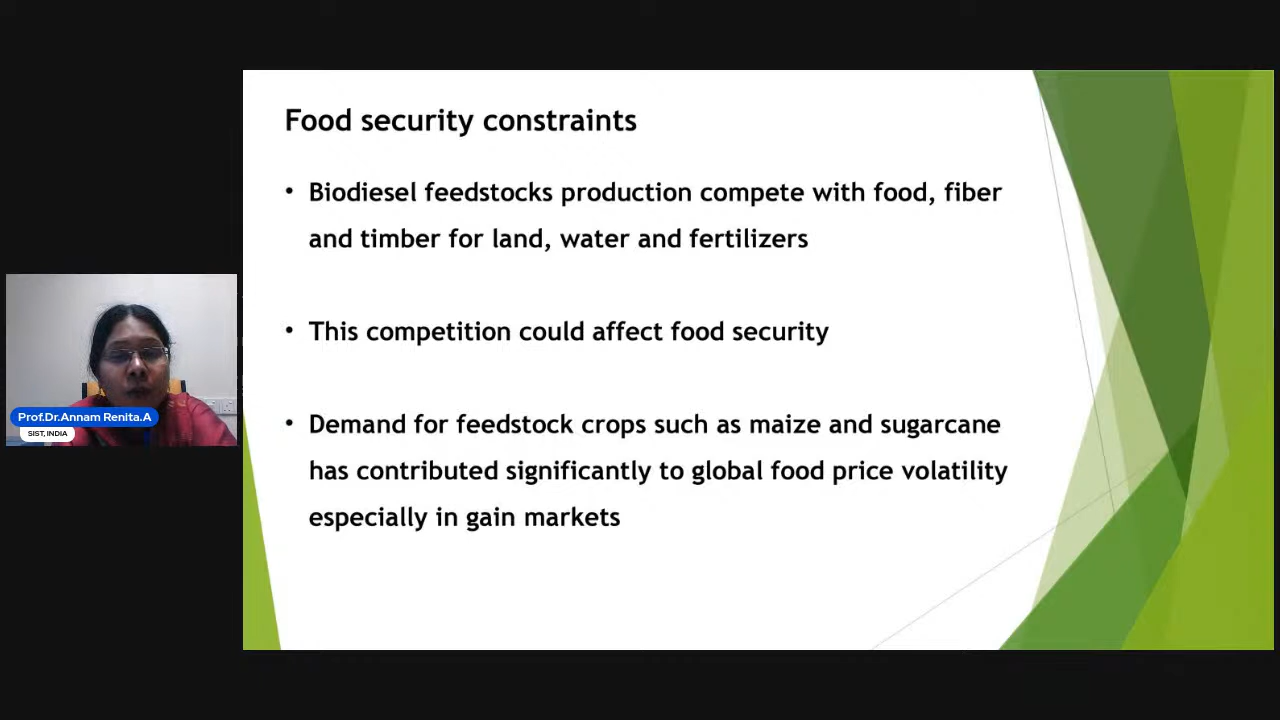 Food security constraints
• Biodiesel feedstocks production compete with food, fiber
and timber for land, water and fertilizers
• This competition could affect food security
• Demand for feedstock crops such as maize and sugarcane
has contributed significantly to global food price volatility
especially in gain markets
Prof.Dr.Annam Renita.A
SIST, INDIA